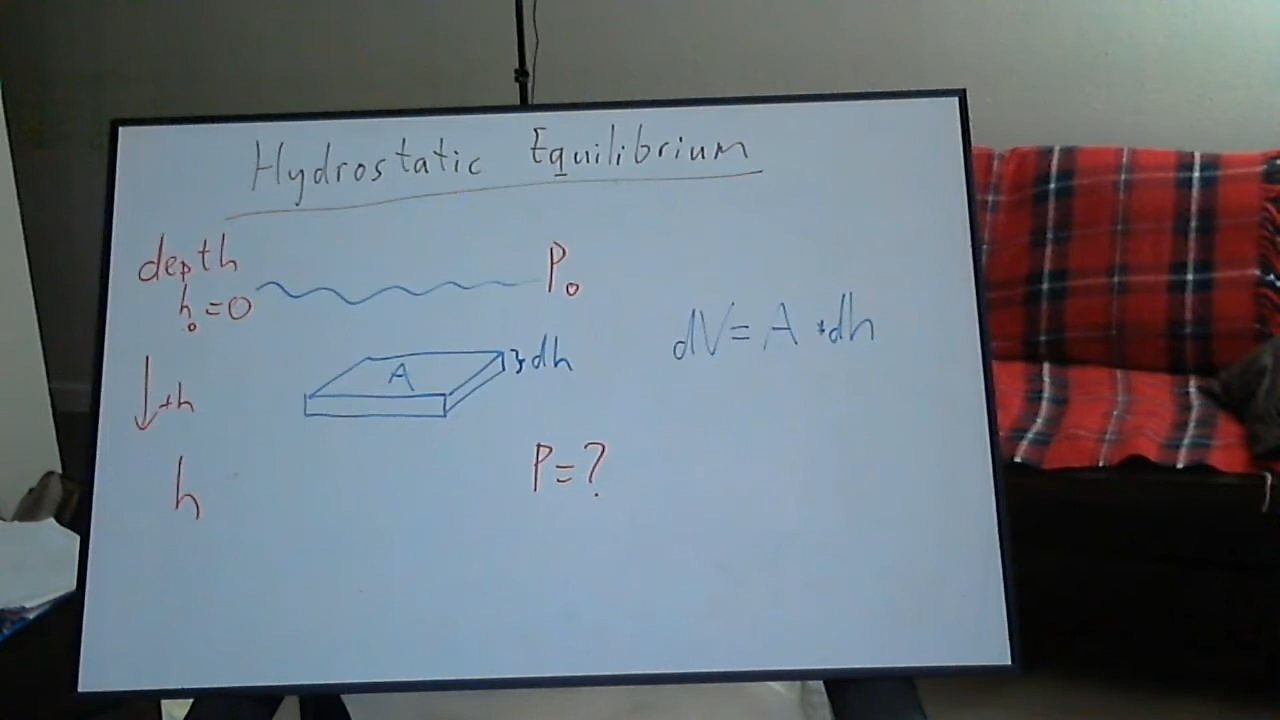 Hydrostatic Equilibrium
depth
h₀=0
P₀
A
dh
dV=A*dh
+h
P=?
h